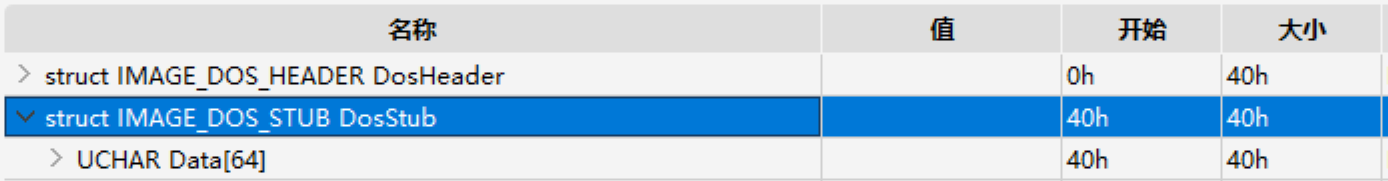 名称 值 开始 大小
struct IMAGE_DOS_HEADER DosHeader 0h 40h
struct IMAGE_DOS_STUB DosStub 40h 40h
UCHAR Data[64] 40h 40h